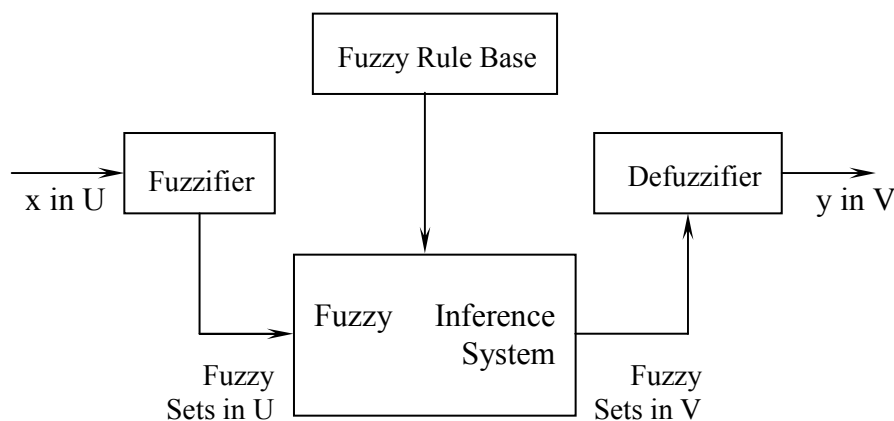 Fuzzy Rule Base
x in U
Fuzzifier
Defuzzifier
y in V
Fuzzy Inference
System
Fuzzy
Sets in U
Fuzzy
Sets in V